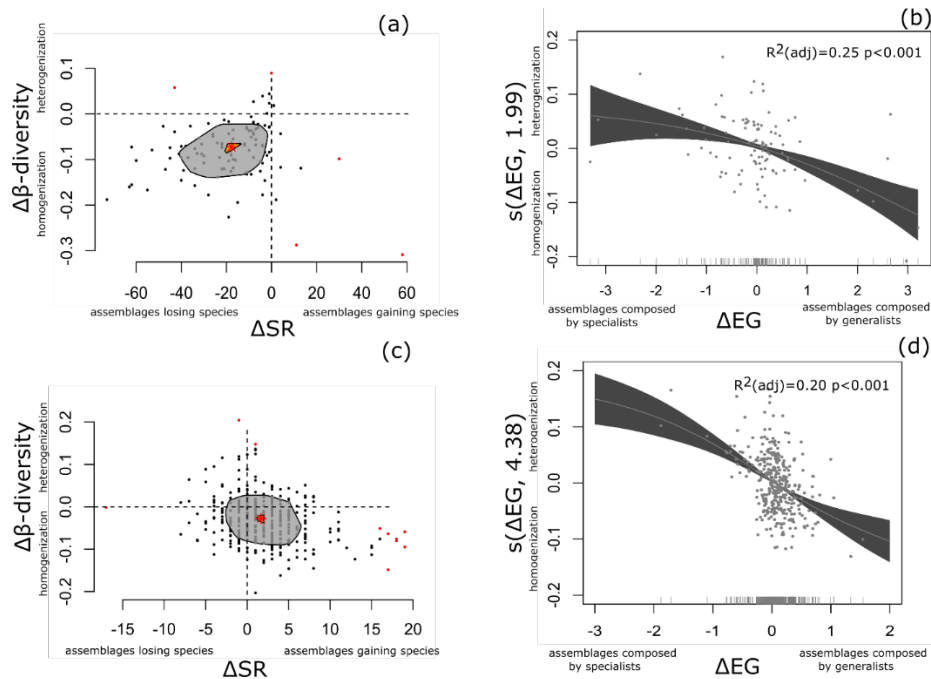 (a)
Δβ-diversity
homogenization heterogenization
0.1
0.0
-0.1
-0.2
-0.3
-60 -40 -20 0 20 40 60
assemblages losing species assemblages gaining species
ΔSR
(b)
R²(adj)=0.25 p<0.001
s(ΔEG, 1.99)
homogenization heterogenization
0.2
0.1
0.0
-0.1
-0.2
-3 -2 -1 0 1 2 3
assemblages composed by specialists
ΔEG
assemblages composed by generalists
(c)
Δβ-diversity
homogenization heterogenization
0.2
0.1
0.0
-0.1
-0.2
-15 -10 -5 0 5 10 15 20
assemblages losing species assemblages gaining species
ΔSR
(d)
R²(adj)=0.20 p<0.001
s(ΔEG, 4.38)
homogenization heterogenization
0.2
0.1
0.0
-0.1
-0.2
-3 -2 -1 0 1 2
assemblages composed by specialists
ΔEG
assemblages composed by generalists